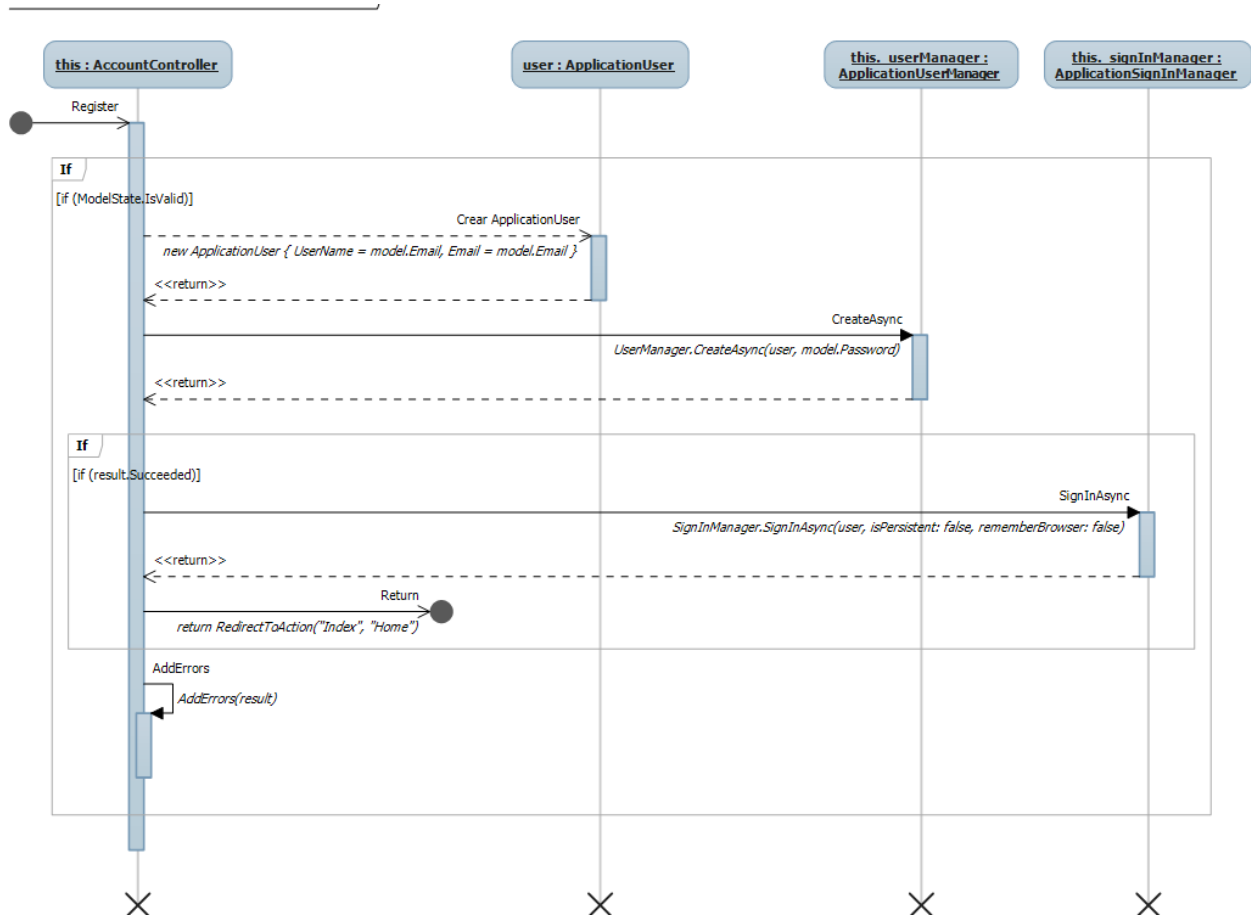 this : AccountController
user : ApplicationUser
this._userManager :
ApplicationUserManager
this._signInManager :
ApplicationSignInManager
Register
If
[if (ModelState.IsValid)]
Crear ApplicationUser
new ApplicationUser { UserName = model.Email, Email = model.Email }
<<return>>
CreateAsync
UserManager.CreateAsync(user, model.Password)
<<return>>
If
[if (result.Succeeded)]
SignInAsync
SignInManager.SignInAsync(user, isPersistent: false, rememberBrowser: false)
<<return>>
Return
return RedirectToAction("Index", "Home")
AddErrors
AddErrors(result)